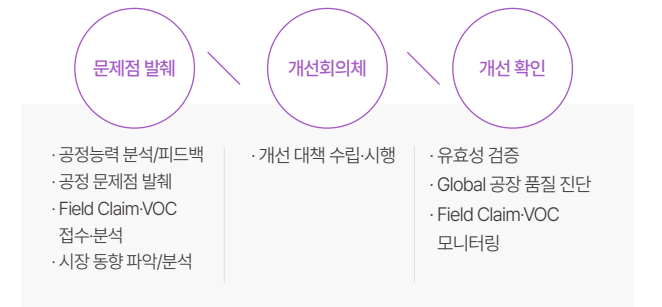 문제점 발췌
개선회의체
개선 확인
· 공정능력 분석/피드백
· 공정 문제점 발췌
· Field Claim·VOC
접수·분석
· 시장 동향 파악/분석
· 개선 대책 수립·시행
· 유효성 검증
· Global 공장 품질 진단
· Field Claim·VOC
모니터링